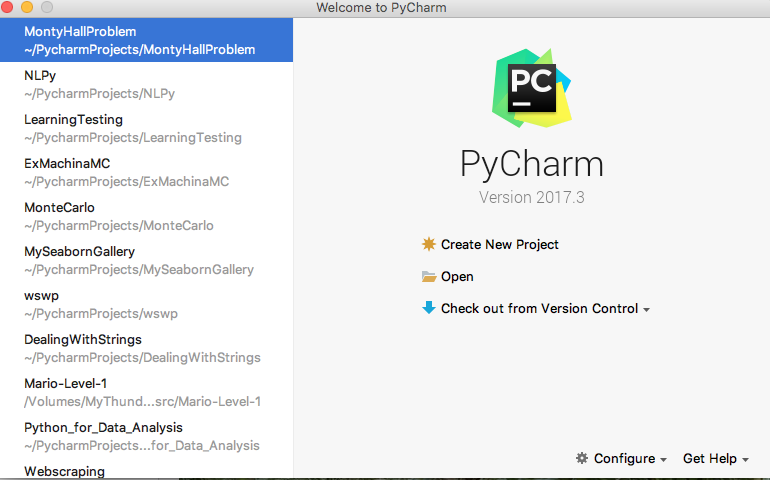 Welcome to PyCharm
MontyHallProblem
~/PycharmProjects/MontyHallProblem
NLPy
~/PycharmProjects/NLPy
LearningTesting
~/PycharmProjects/LearningTesting
ExMachinaMC
~/PycharmProjects/ExMachinaMC
MonteCarlo
~/PycharmProjects/MonteCarlo
MySeabornGallery
~/PycharmProjects/MySeabornGallery
wswp
~/PycharmProjects/wswp
DealingWithStrings
~/PycharmProjects/DealingWithStrings
Mario-Level-1
/Volumes/MyThund...src/Mario-Level-1
Python_for_Data_Analysis
~/PycharmProjects...for_Data_Analysis
Webscraping
PC
PyCharm
Version 2017.3
Create New Project
Open
Check out from Version Control
Configure
Get Help